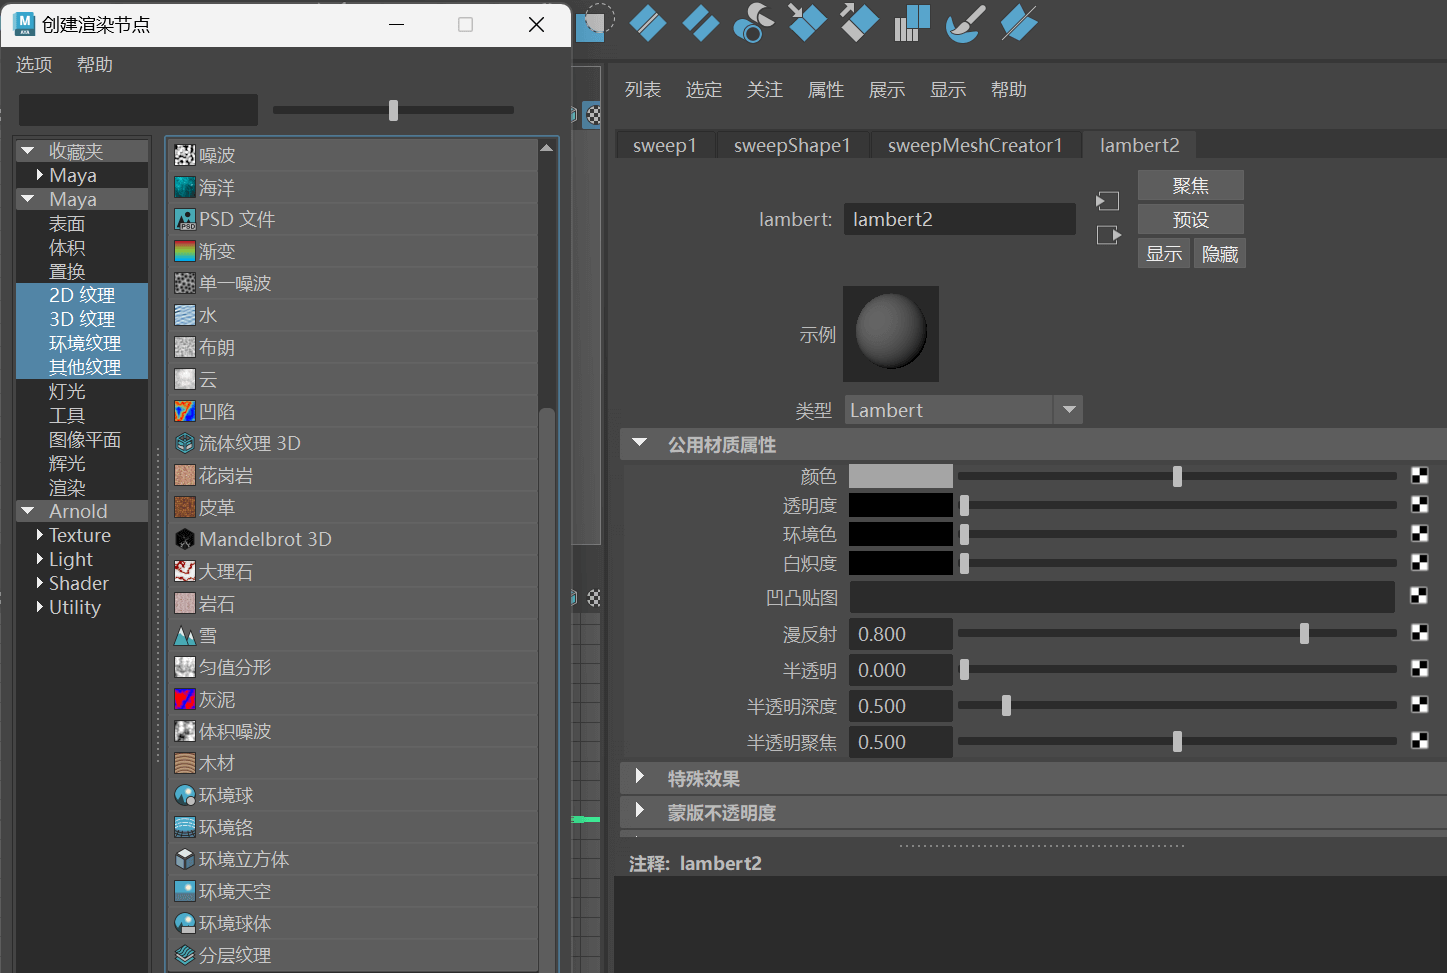 创建渲染节点
选项 帮助
收藏夹
Maya
Maya
表面
体积
置换
2D 纹理
3D 纹理
环境纹理
其他纹理
灯光
工具
图像平面
辉光
渲染
Arnold
Texture
Light
Shader
Utility
噪波
海洋
PSD 文件
渐变
单一噪波
水
布朗
云
凹陷
流体纹理 3D
花岗岩
皮革
Mandelbrot 3D
大理石
岩石
雪
匀值分形
灰泥
体积噪波
木材
环境球
环境铬
环境立方体
环境天空
环境球体
分层纹理
列表 选定 关注 属性 展示 显示 帮助
sweep1 sweepShape1 sweepMeshCreator1 lambert2
lambert: lambert2
聚焦
预设
显示 隐藏
示例
类型 Lambert
公用材质属性
颜色
透明度
环境色
白炽度
凹凸贴图
漫反射 0.800
半透明 0.000
半透明深度 0.500
半透明聚焦 0.500
特殊效果
蒙版不透明度
注释: lambert2